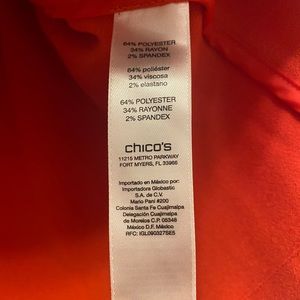 64% POLYESTER
34% RAYON
2% SPANDEX
64% poliéster
34% viscosa
2% elastano
64% POLYESTER
34% RAYONNE
2% SPANDEX
chico's
11215 METRO PARKWAY
FORT MYERS, FL 33966
Importado en México por:
Importadora Globastic
S.A. de C.V.
Mario Pani #200
Colonia Santa Fe Cuajimalpa
Delegación Cuajimalpa
de Morelos C.P. 05348
México D.F. México
RFC: IGL090327SE5